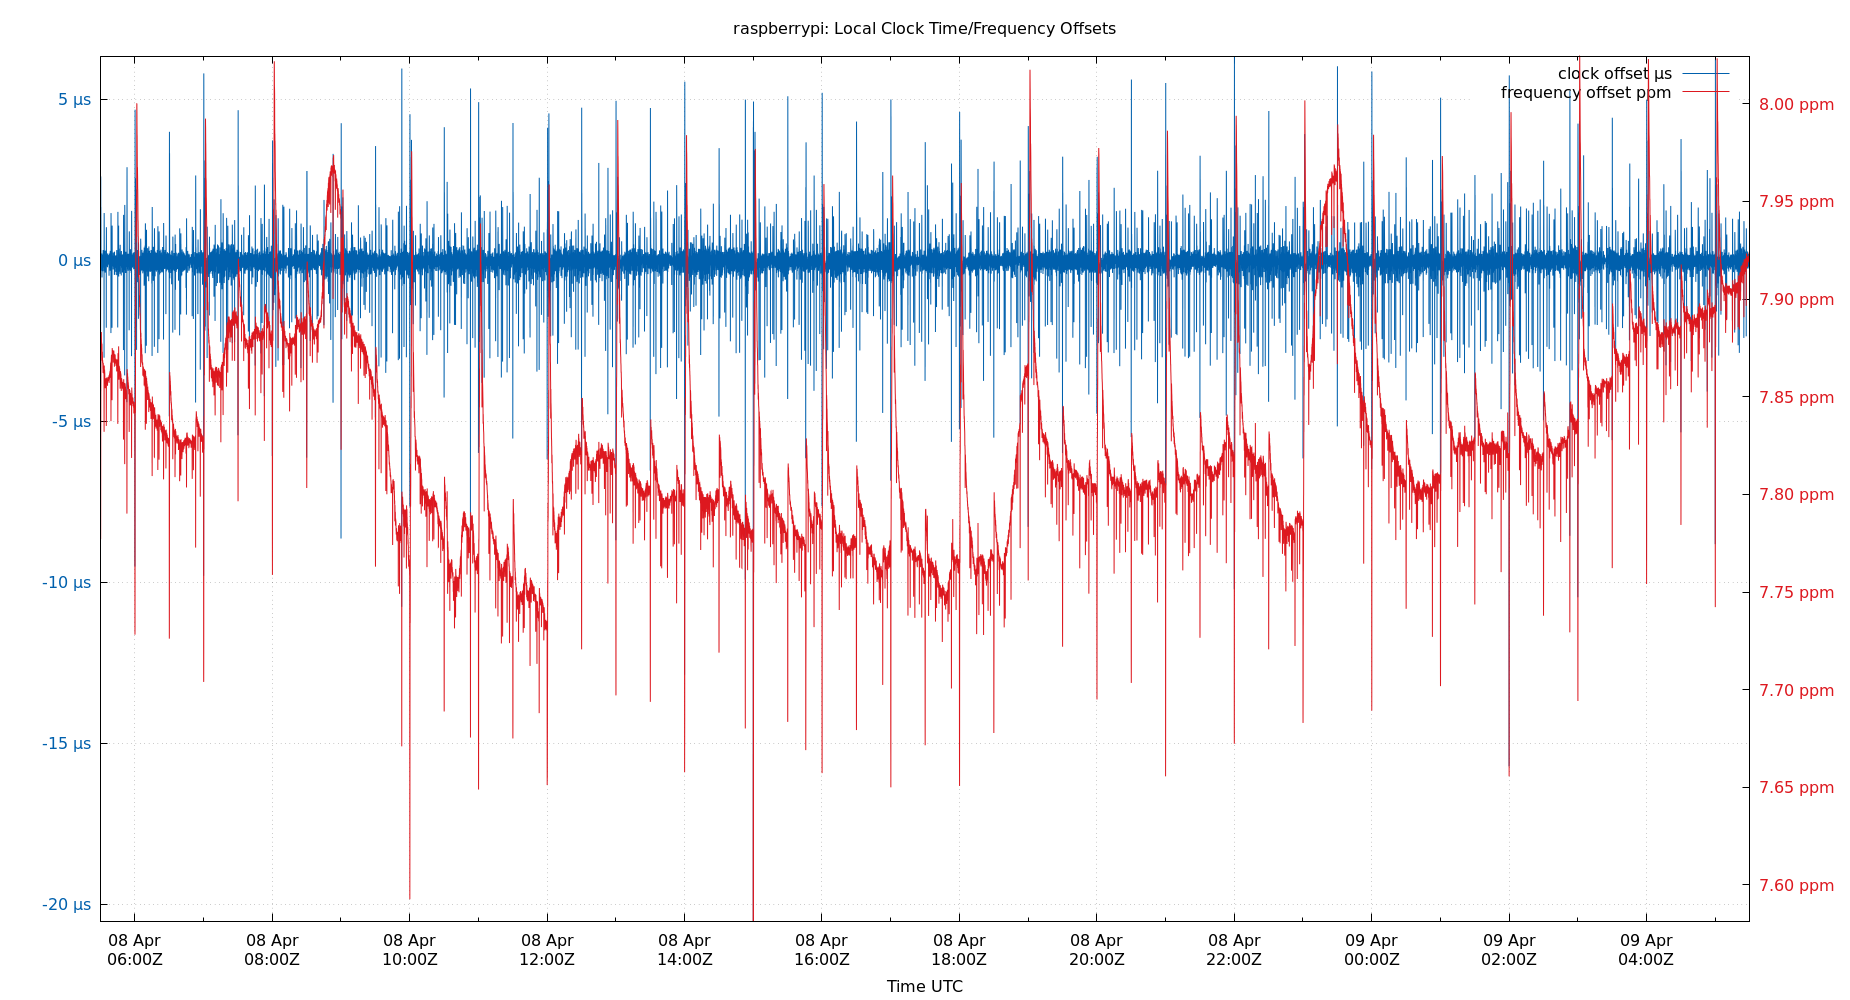 raspberrypi: Local Clock Time/Frequency Offsets
clock offset µs
frequency offset ppm
5 µs
0 µs
-5 µs
-10 µs
-15 µs
-20 µs
8.00 ppm
7.95 ppm
7.90 ppm
7.85 ppm
7.80 ppm
7.75 ppm
7.70 ppm
7.65 ppm
7.60 ppm
08 Apr 08 Apr 08 Apr 08 Apr 08 Apr 08 Apr 08 Apr 08 Apr 08 Apr 09 Apr 09 Apr 09 Apr
06:00Z 08:00Z 10:00Z 12:00Z 14:00Z 16:00Z 18:00Z 20:00Z 22:00Z 00:00Z 02:00Z 04:00Z
Time UTC